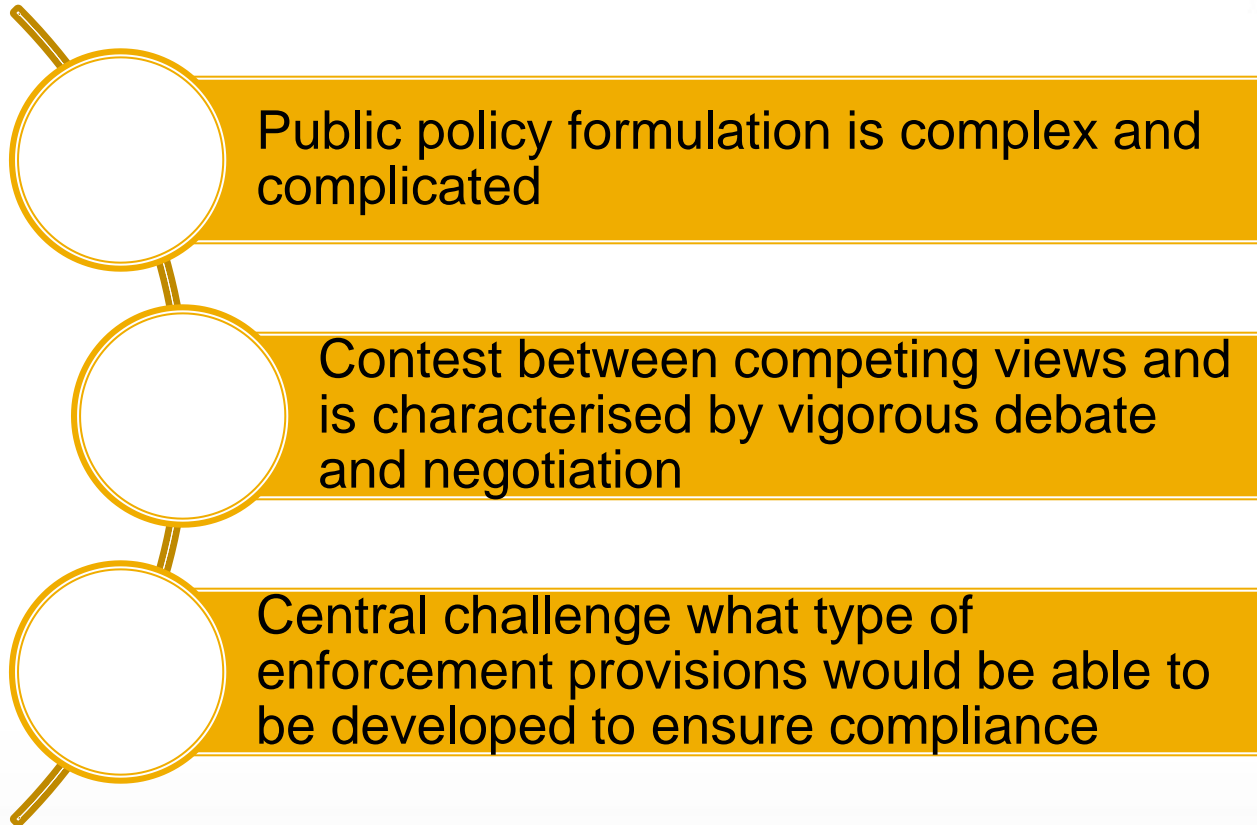 Public policy formulation is complex and
complicated
Contest between competing views and
is characterised by vigorous debate
and negotiation
Central challenge what type of
enforcement provisions would be able to
be developed to ensure compliance